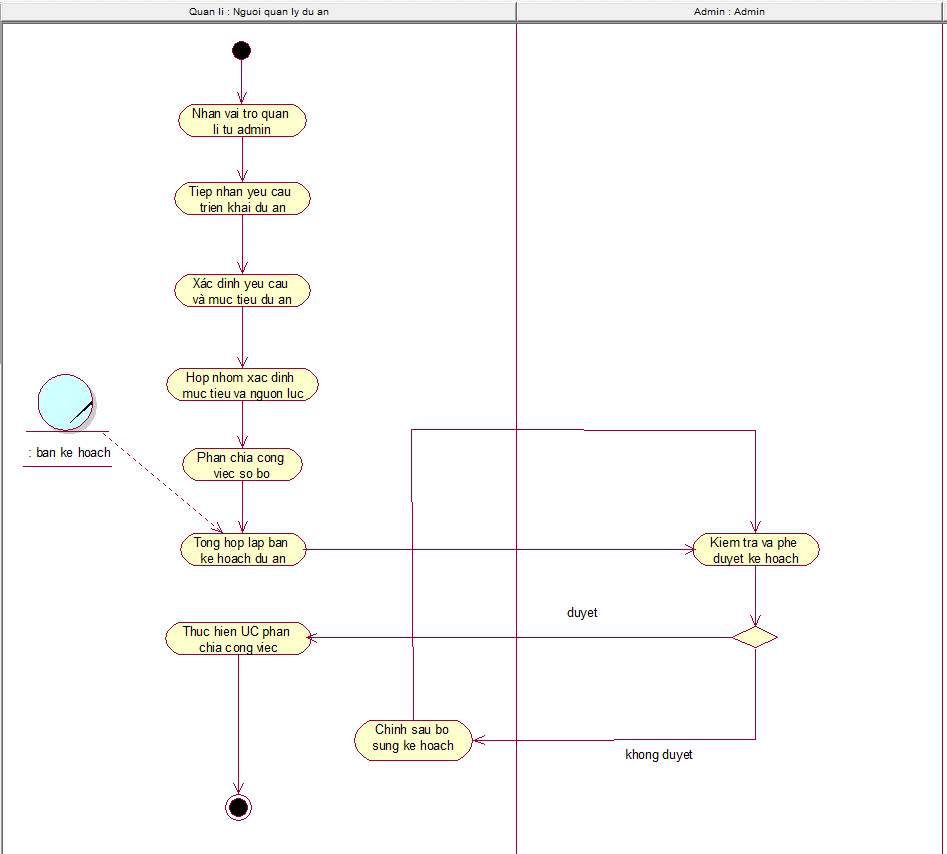 Quan li : Nguoi quan ly du an
Admin : Admin
Nhan vai tro quan
li tu admin
Tiep nhan yeu cau
trien khai du an
Xác dinh yeu cau
và muc tieu du an
Hop nhom xac dinh
muc tieu va nguon luc
: ban ke hoach
Phan chia cong
viec so bo
Tong hop lap ban
ke hoach du an
Kiem tra va phe
duyet ke hoach
duyet
Thuc hien UC phan
chia cong viec
Chinh sau bo
sung ke hoach
khong duyet